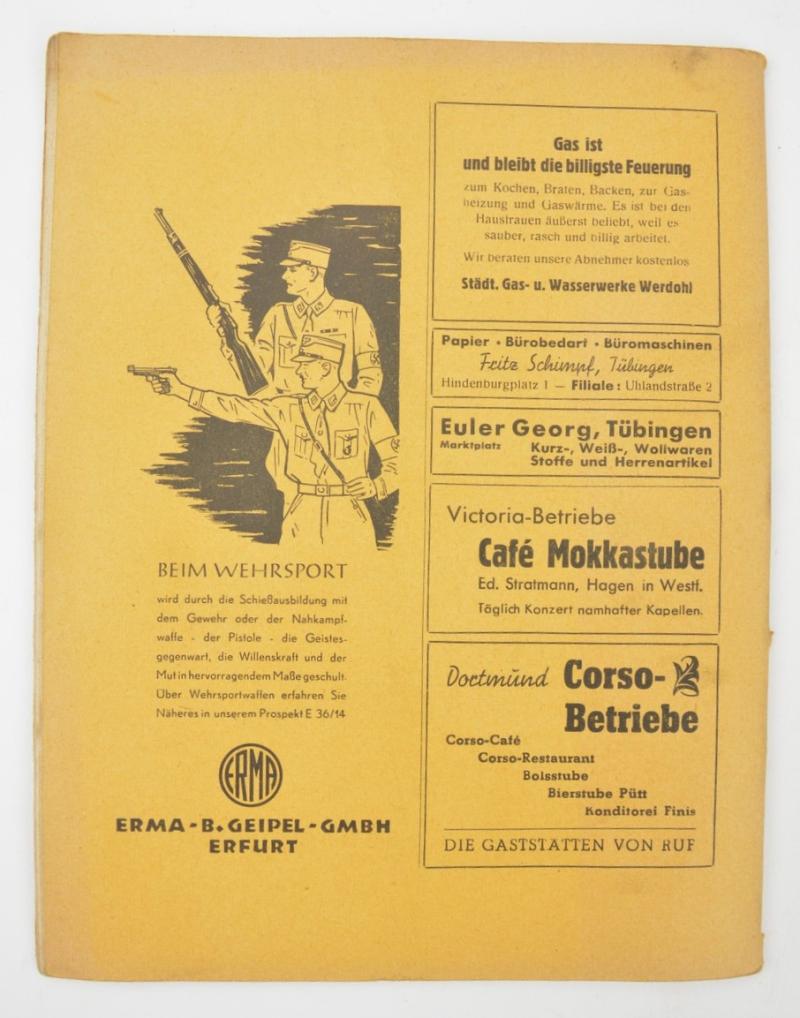 BEIM WEHRSPORT
wird durch die Schießausbildung mit
dem Gewehr oder der Nahkampf-
waffe - der Pistole - die Geistes-
gegenwart, die Willenskraft und der
Mut in hervorragendem Maße geschult.
Über Wehrsportwaffen erfahren Sie
Näheres in unserem Prospekt E 36/14
ERMA
ERMA-B.GEIPEL-GMBH
ERFURT
Gas ist
und bleibt die billigste Feuerung
zum Kochen, Braten, Backen, zur Gas-
heizung und Gaswärme. Es ist bei den
Hausfrauen äußerst beliebt, weil es
sauber, rasch und billig arbeitet.
Wir beraten unsere Abnehmer kostenlos
Städt. Gas- u. Wasserwerke Werdohl
Papier • Bürobedarf • Büromaschinen
Fritz Schimpf, Tübingen
Hindenburgplatz 1 — Filiale: Uhlandstraße 2
Euler Georg, Tübingen
Marktplatz Kurz-, Weiß-, Wollwaren
Stoffe und Herrenartikel
Victoria-Betriebe
Café Mokkastube
Ed. Stratmann, Hagen in Westf.
Täglich Konzert namhafter Kapellen.
Dortmund Corso-
Betriebe
Corso-Café
Corso-Restaurant
Bolsstube
Bierstube Pütt
Konditorei Finis
DIE GASTSTÄTTEN VON RUF